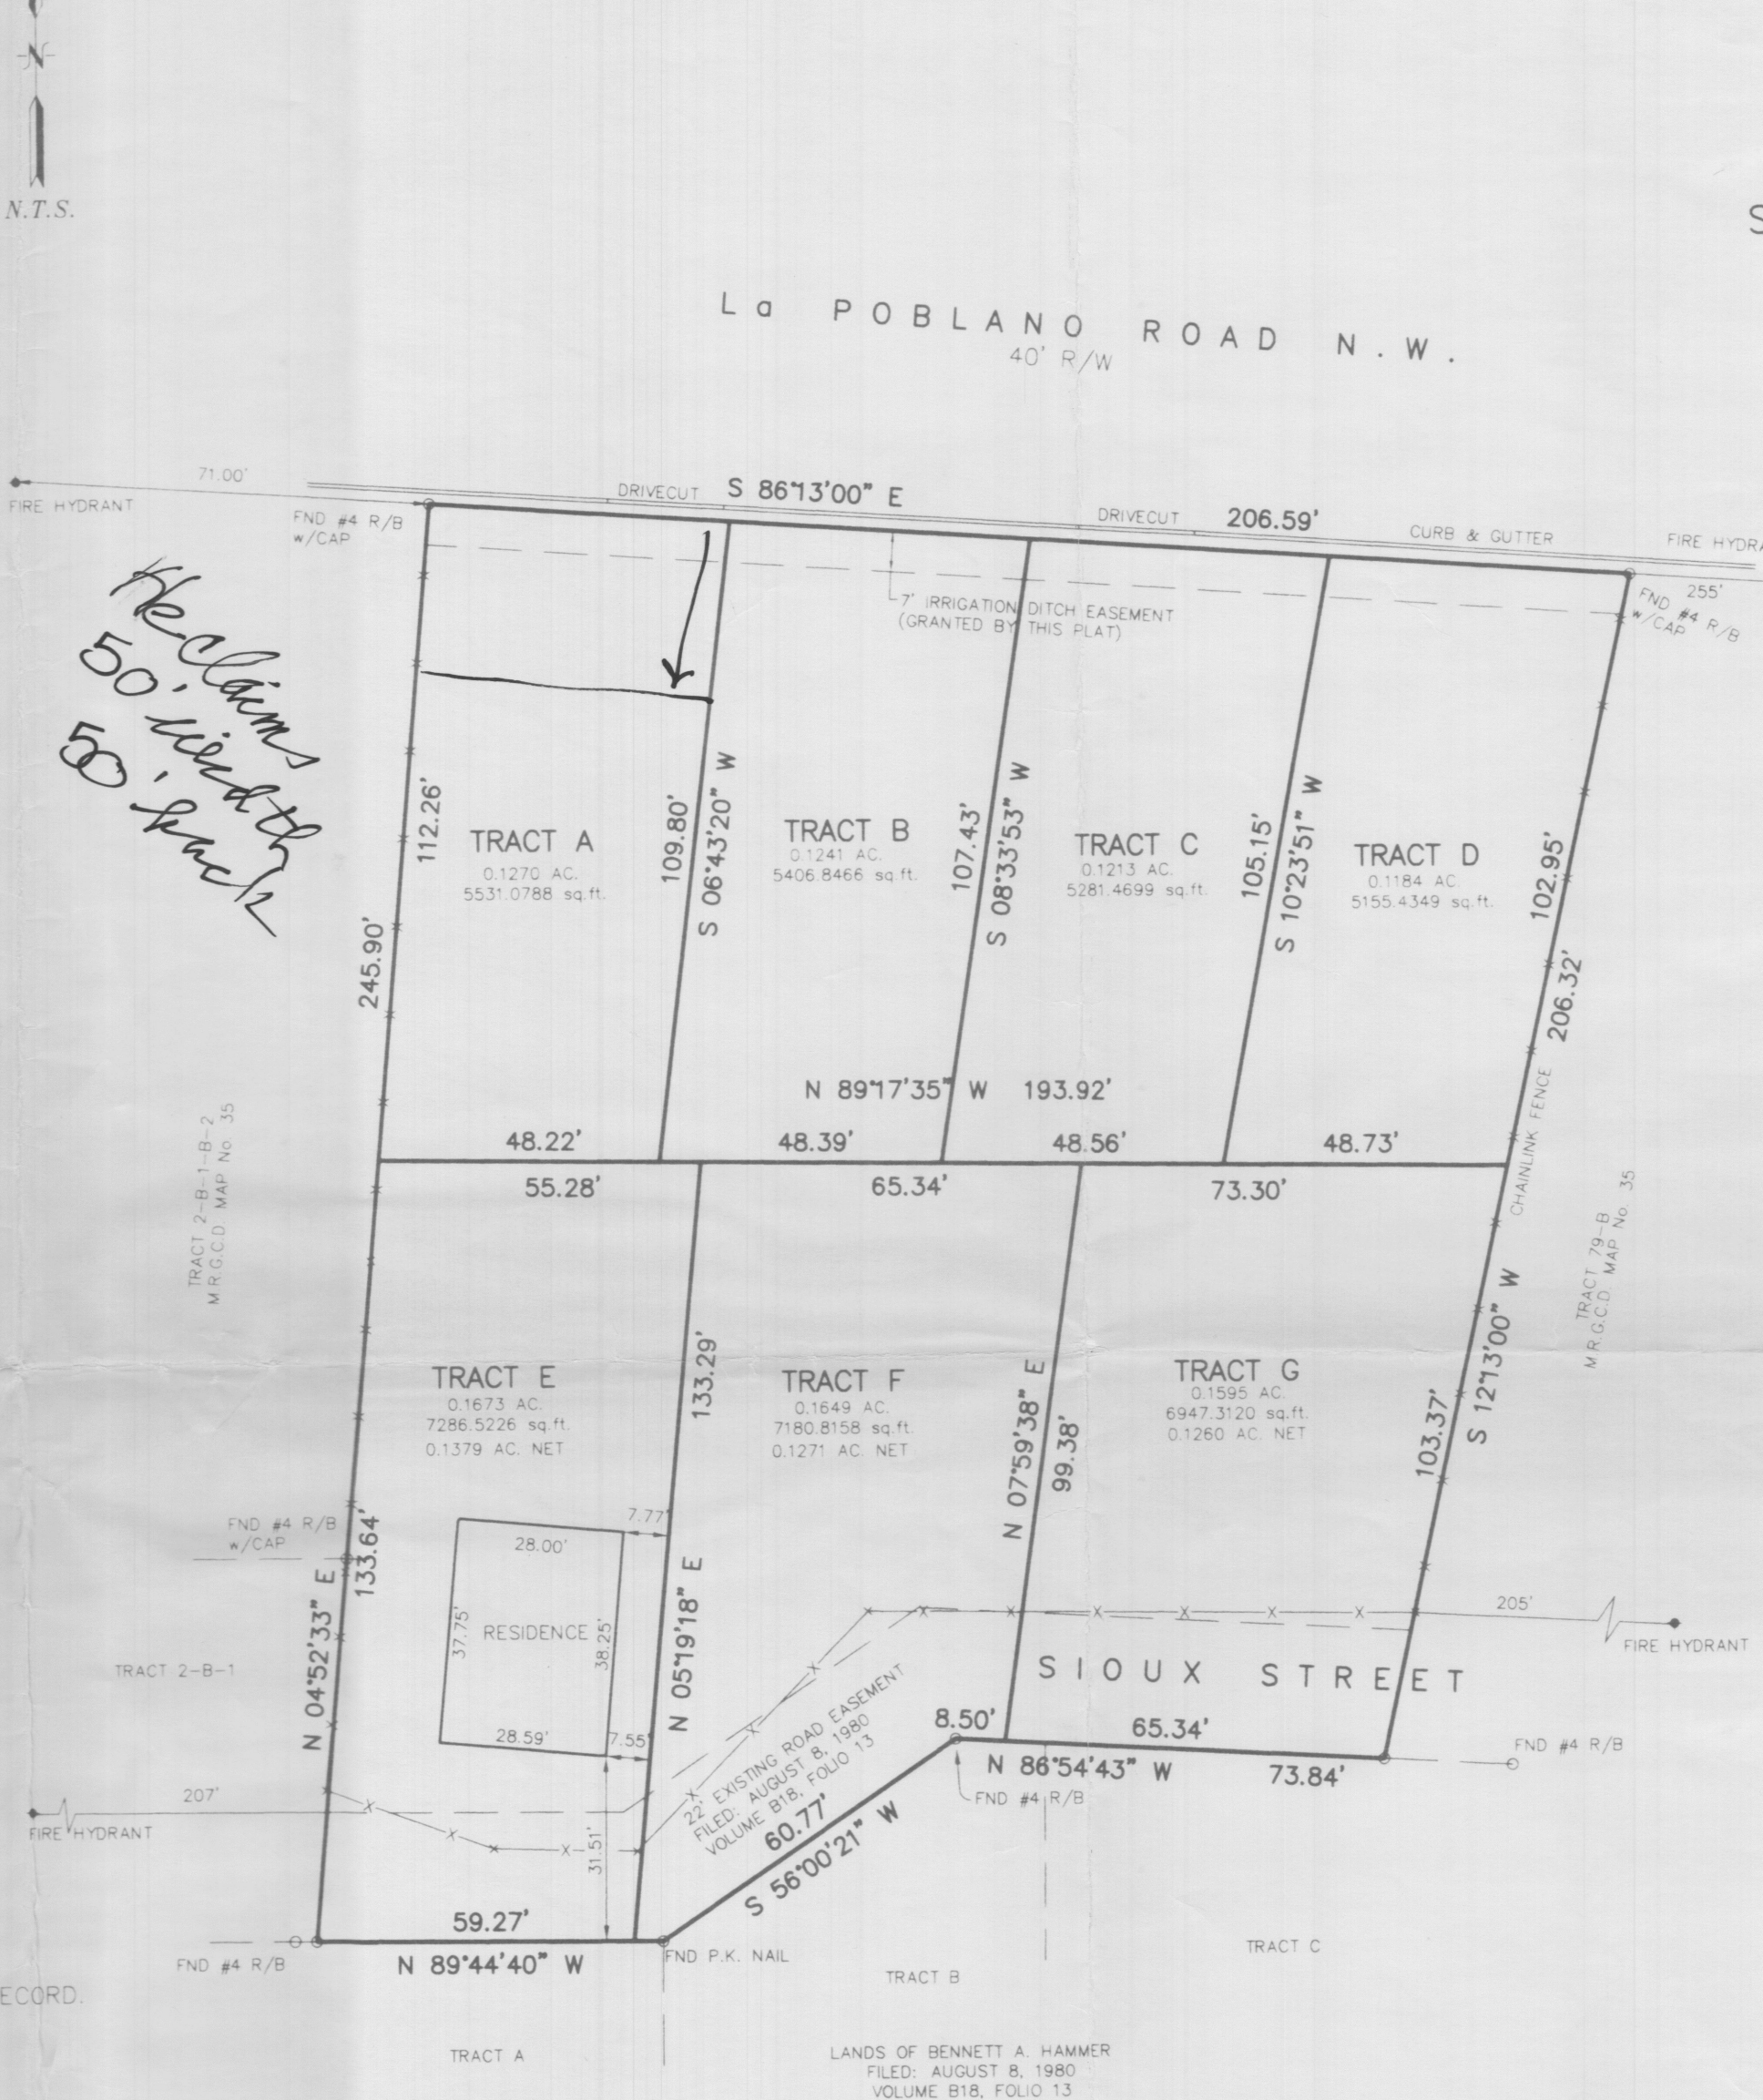 N
N.T.S.
S
La POBLANO ROAD N.W.
40' R/W
71.00'
FIRE HYDRANT
FND #4 R/B
w/CAP
DRIVECUT
S 86°13'00" E
DRIVECUT
206.59'
CURB & GUTTER
FIRE HYDRA
255'
FND #4 R/B
w/CAP
7' IRRIGATION DITCH EASEMENT
(GRANTED BY THIS PLAT)
He claims
50' width
50' back
112.26'
245.90'
TRACT A
0.1270 AC.
5531.0788 sq.ft.
109.80'
S 06°43'20" W
TRACT B
0.1241 AC.
5406.8466 sq.ft.
107.43'
S 08°33'53" W
TRACT C
0.1213 AC.
5281.4699 sq.ft.
105.15'
S 10°23'51" W
TRACT D
0.1184 AC.
5155.4349 sq.ft.
102.95'
206.32'
CHAINLINK FENCE
N 89°17'35" W 193.92'
48.22'
48.39'
48.56'
48.73'
55.28'
65.34'
73.30'
TRACT 2-B-1-B-2
M.R.G.C.D. MAP No. 35
TRACT 79-B
M.R.G.C.D. MAP No. 35
TRACT E
0.1673 AC.
7286.5226 sq.ft.
0.1379 AC. NET
133.29'
TRACT F
0.1649 AC.
7180.8158 sq.ft.
0.1271 AC. NET
N 07°59'38" E
99.38'
TRACT G
0.1595 AC.
6947.3120 sq.ft.
0.1260 AC. NET
103.37'
S 12°13'00" W
FND #4 R/B
w/CAP
133.64'
N 04°52'33" E
7.77'
28.00'
37.75'
RESIDENCE
38.25'
28.59'
7.55'
N 05°19'18" E
205'
FIRE HYDRANT
TRACT 2-B-1
SIOUX STREET
22' EXISTING ROAD EASEMENT
FILED: AUGUST 8, 1980
VOLUME B18, FOLIO 13
8.50'
65.34'
N 86°54'43" W
73.84'
FND #4 R/B
FND #4 R/B
207'
FIRE HYDRANT
31.51'
60.77'
S 56°00'21" W
59.27'
N 89°44'40" W
FND #4 R/B
FND P.K. NAIL
ECORD.
TRACT A
TRACT B
TRACT C
LANDS OF BENNETT A. HAMMER
FILED: AUGUST 8, 1980
VOLUME B18, FOLIO 13